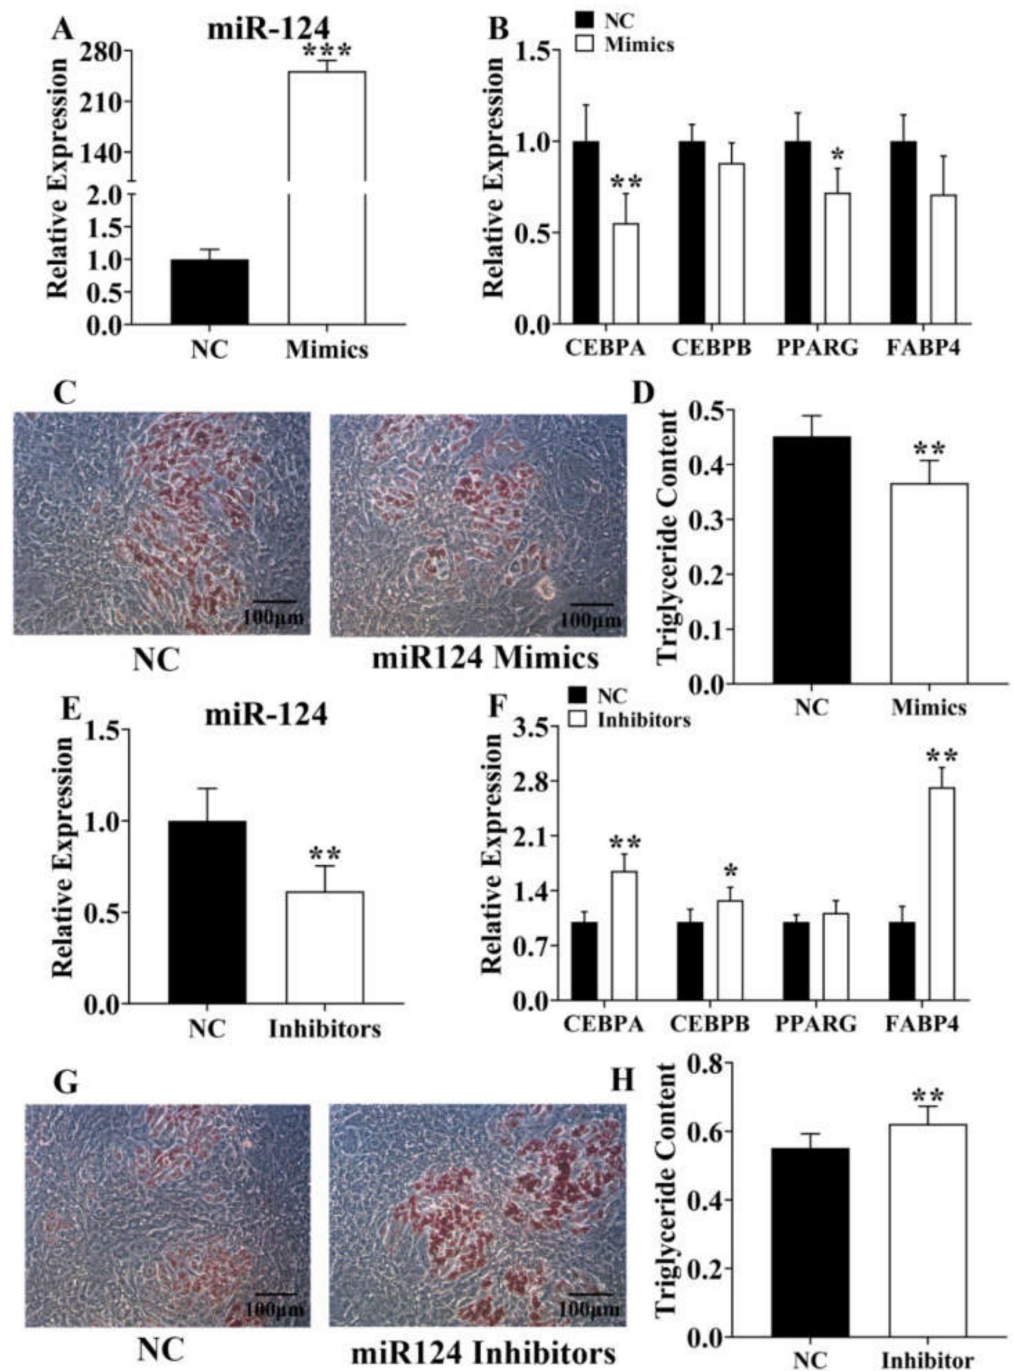 A
miR-124
***
Relative Expression
280
210
140
2.0
1.5
1.0
0.5
0.0
NC
Mimics
B
NC
Mimics
Relative Expression
1.5
1.0
0.5
0.0
**
*
CEBPA
CEBPB
PPARG
FABP4
C
100μm
NC
100μm
miR124 Mimics
D
Triglyceride Content
0.5
0.4
0.3
0.2
0.1
0.0
**
NC
Mimics
E
miR-124
Relative Expression
1.5
1.0
0.5
0.0
**
NC
Inhibitors
F
NC
Inhibitors
Relative Expression
3.5
2.8
2.1
1.4
0.7
0.0
**
*
**
CEBPA
CEBPB
PPARG
FABP4
G
100μm
NC
100μm
miR124 Inhibitors
H
Triglyceride Content
0.8
0.6
0.4
0.2
0.0
**
NC
Inhibitor